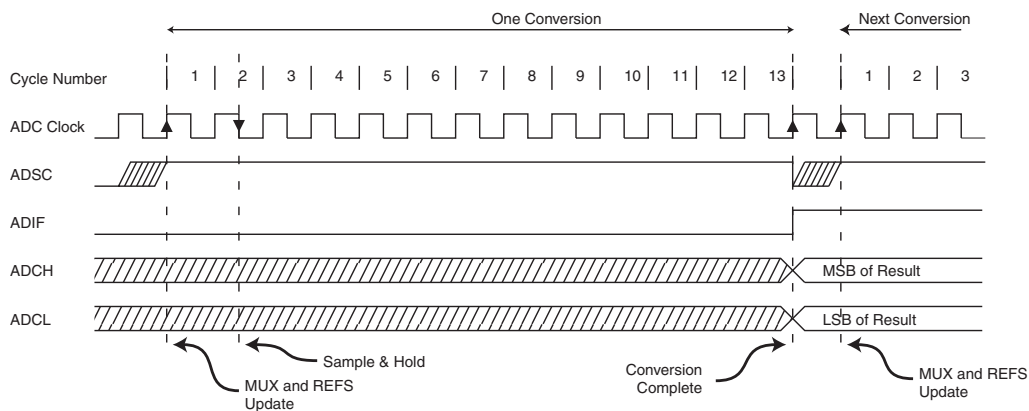 One Conversion
Next Conversion
Cycle Number
1 2 3 4 5 6 7 8 9 10 11 12 13 1 2 3
ADC Clock
ADSC
ADIF
ADCH
MSB of Result
ADCL
LSB of Result
Sample & Hold
MUX and REFS
Update
Conversion
Complete
MUX and REFS
Update